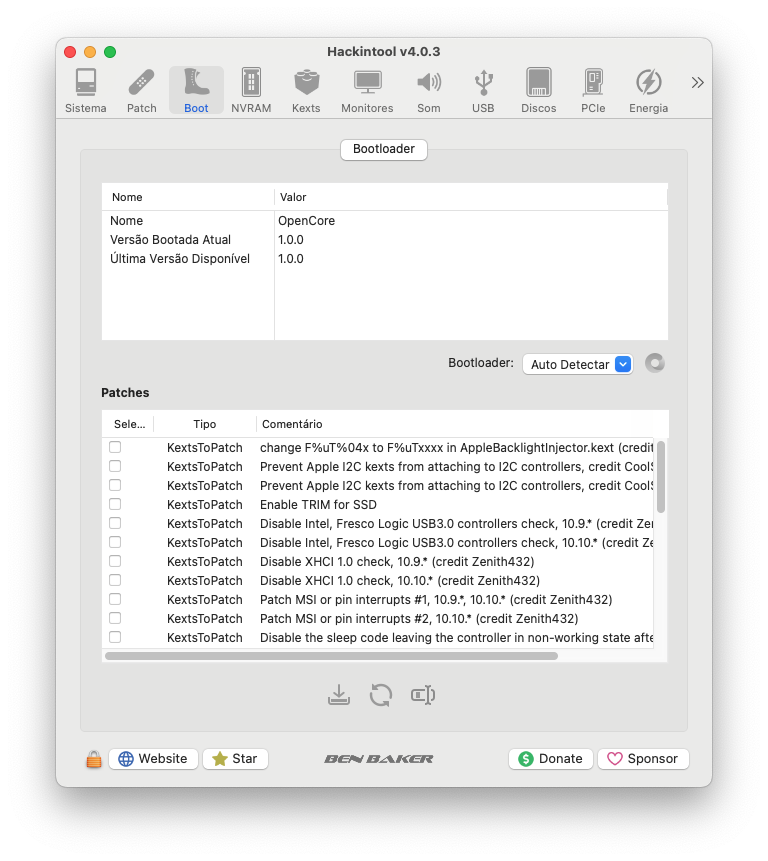 Hackintool v4.0.3
Sistema Patch Boot NVRAM Kexts Monitores Som USB Discos PCIe Energia
Bootloader
Nome Valor
Nome OpenCore
Versão Bootada Atual 1.0.0
Última Versão Disponível 1.0.0
Bootloader: Auto Detectar
Patches
Sele... Tipo Comentário
KextsToPatch change F%uT%04x to F%uTxxxx in AppleBacklightInjector.kext (credit
KextsToPatch Prevent Apple I2C kexts from attaching to I2C controllers, credit CoolS
KextsToPatch Prevent Apple I2C kexts from attaching to I2C controllers, credit CoolS
KextsToPatch Enable TRIM for SSD
KextsToPatch Disable Intel, Fresco Logic USB3.0 controllers check, 10.9.* (credit Ze
KextsToPatch Disable Intel, Fresco Logic USB3.0 controllers check, 10.10.* (credit Z
KextsToPatch Disable XHCI 1.0 check, 10.9.* (credit Zenith432)
KextsToPatch Disable XHCI 1.0 check, 10.10.* (credit Zenith432)
KextsToPatch Patch MSI or pin interrupts #1, 10.9.*, 10.10.* (credit Zenith432)
KextsToPatch Patch MSI or pin interrupts #2, 10.10.* (credit Zenith432)
KextsToPatch Disable the sleep code leaving the controller in non-working state afte
Website Star BEN BAKER Donate Sponsor